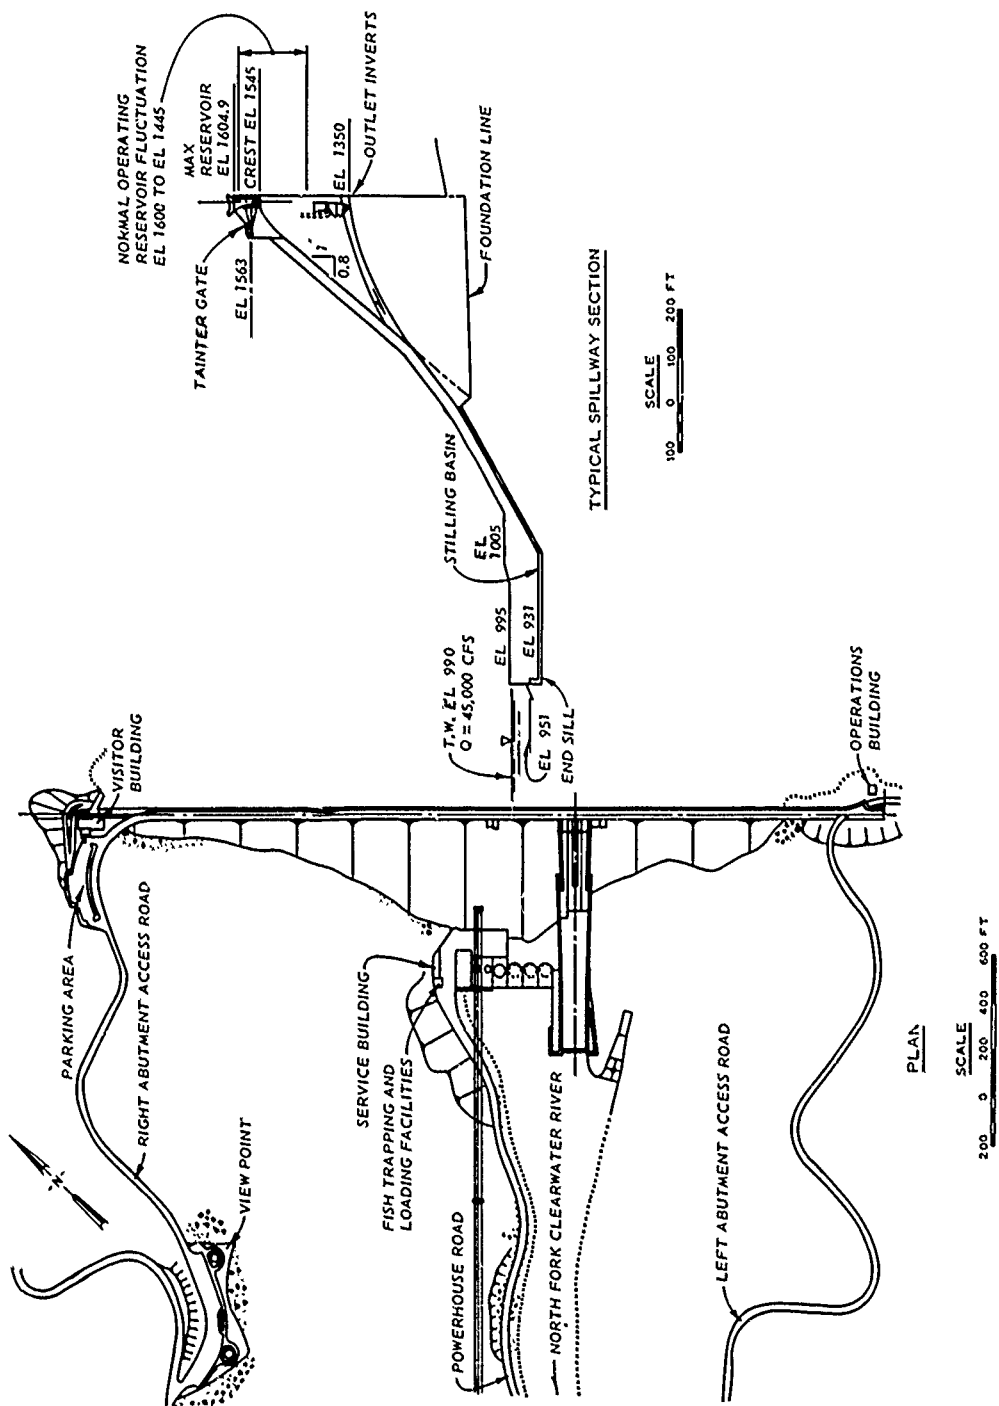 NORMAL OPERATING
RESERVOIR FLUCTUATION
EL 1600 TO EL 1445
MAX
RESERVOIR
EL 1604.9
CREST EL 1545
TAINTER GATE
EL 1563
1
0.8
EL 1350
OUTLET INVERTS
FOUNDATION LINE
STILLING BASIN
EL
1005
EL 995
EL 931
T.W. EL 990
Q = 45,000 CFS
EL 951
END SILL
TYPICAL SPILLWAY SECTION
SCALE
100 0 100 200 FT
VISITOR
BUILDING
PARKING AREA
RIGHT ABUTMENT ACCESS ROAD
N
VIEW POINT
SERVICE BUILDING
FISH TRAPPING AND
LOADING FACILITIES
POWERHOUSE ROAD
NORTH FORK CLEARWATER RIVER
OPERATIONS
BUILDING
LEFT ABUTMENT ACCESS ROAD
PLAN
SCALE
200 0 200 400 600 FT